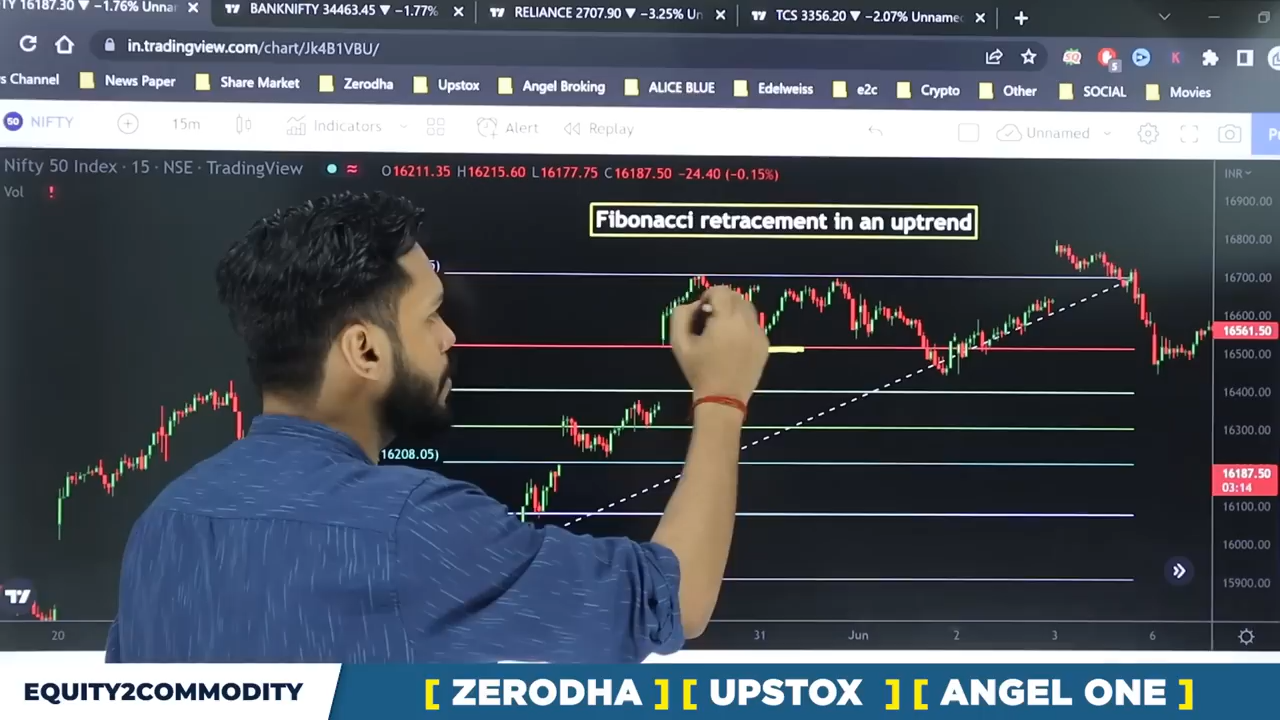 TY 16187.30 ▼ −1.76% Unnar
BANKNIFTY 34463.45 ▼ −1.77%
RELIANCE 2707.90 ▼ −3.25% Un
TCS 3356.20 ▼ −2.07% Unname
in.tradingview.com/chart/Jk4B1VBU/
s Channel News Paper Share Market Zerodha Upstox Angel Broking ALICE BLUE Edelweiss e2c Crypto Other SOCIAL Movies
50 NIFTY 15m Indicators Alert Replay Unnamed
Nifty 50 Index · 15 · NSE · TradingView O16211.35 H16215.60 L16177.75 C16187.50 −24.40 (−0.15%)
INR
Vol !
16900.00
Fibonacci retracement in an uptrend
16800.00
16700.00
16600.00
16561.50
16500.00
16400.00
16300.00
16208.05)
16187.50
03:14
16100.00
16000.00
15900.00
20 31 Jun 2 3 6
EQUITY2COMMODITY [ ZERODHA ] [ UPSTOX ] [ ANGEL ONE ]